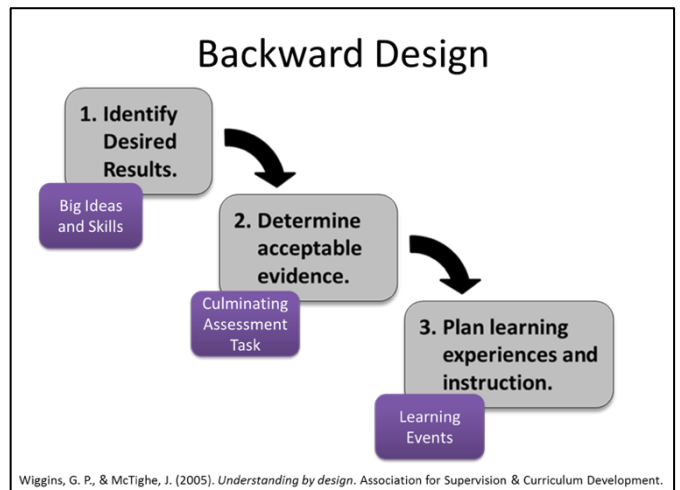 Backward Design
1. Identify
Desired
Results.
Big Ideas
and Skills
2. Determine
acceptable
evidence.
Culminating
Assessment
Task
3. Plan learning
experiences and
instruction.
Learning
Events
Wiggins, G. P., & McTighe, J. (2005). Understanding by design. Association for Supervision & Curriculum Development.